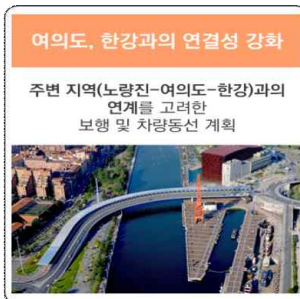 여의도, 한강과의 연결성 강화
주변 지역(노량진-여의도-한강)과의
연계를 고려한
보행 및 차량동선 계획